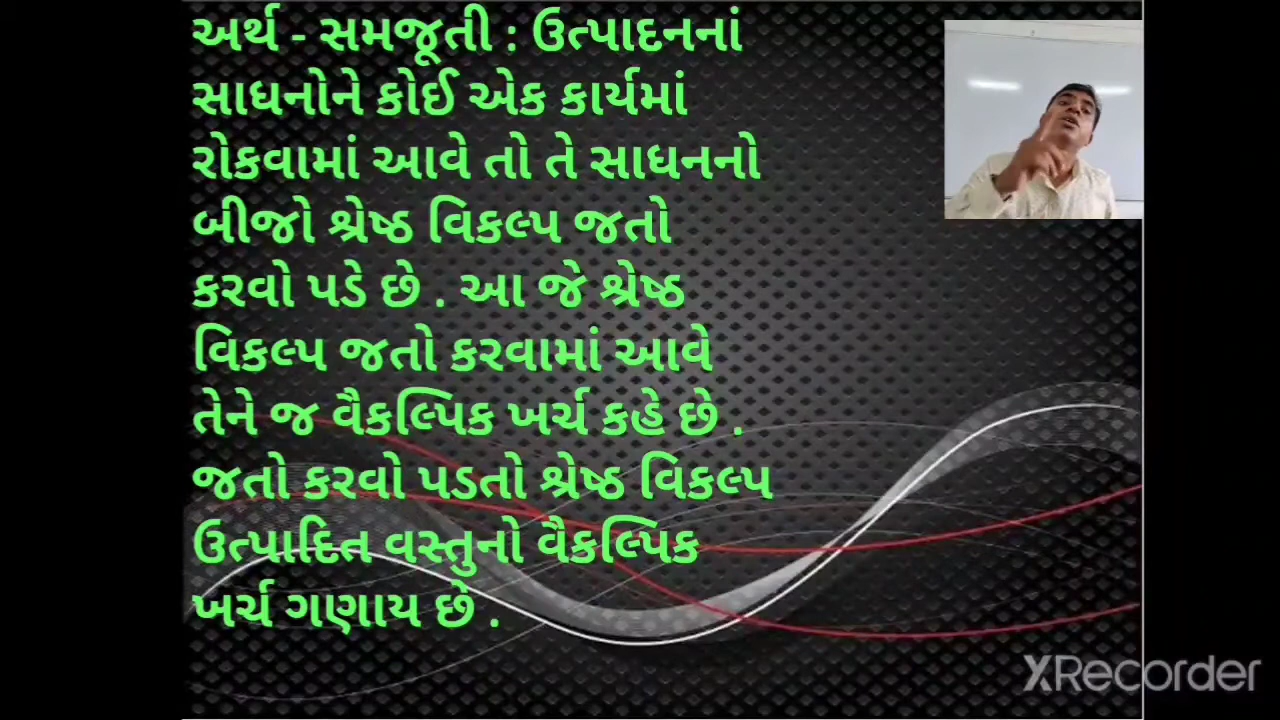 અર્થ - સમજૂતી : ઉત્પાદનનાં
સાધનોને કોઈ એક કાર્યમાં
રોકવામાં આવે તો તે સાધનનો
બીજો શ્રેષ્ઠ વિકલ્પ જતો
કરવો પડે છે . આ જે શ્રેષ્ઠ
વિકલ્પ જતો કરવામાં આવે
તેને જ વૈકલ્પિક ખર્ચ કહે છે .
જતો કરવો પડતો શ્રેષ્ઠ વિકલ્પ
ઉત્પાદિત વસ્તુનો વૈકલ્પિક
ખર્ચ ગણાય છે .
XRecorder